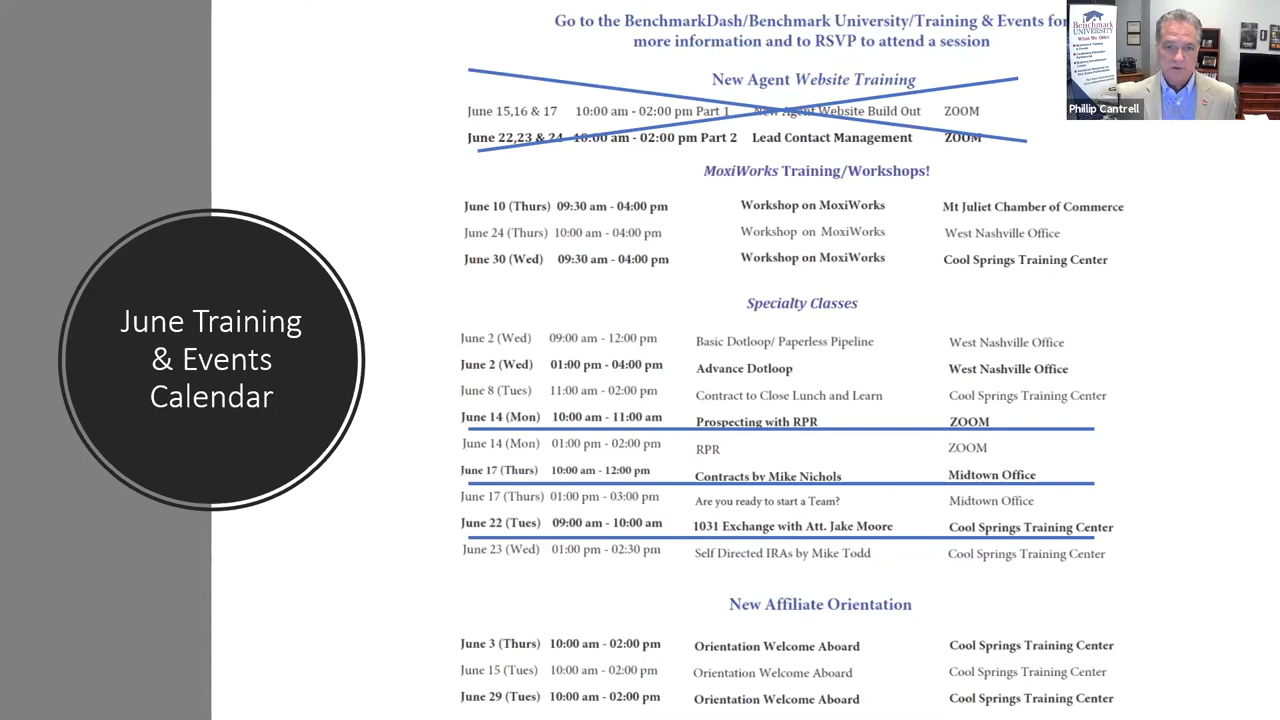 Go to the BenchmarkDash/Benchmark University/Training & Events for
more information and to RSVP to attend a session
Benchmark
UNIVERSITY
What We Offer
Phillip Cantrell
New Agent Website Training
June 15,16 & 17 10:00 am - 02:00 pm Part 1 New Agent Website Build Out ZOOM
June 22,23 & 24 10:00 am - 02:00 pm Part 2 Lead Contact Management ZOOM
MoxiWorks Training/Workshops!
June 10 (Thurs) 09:30 am - 04:00 pm Workshop on MoxiWorks Mt Juliet Chamber of Commerce
June 24 (Thurs) 10:00 am - 04:00 pm Workshop on MoxiWorks West Nashville Office
June 30 (Wed) 09:30 am - 04:00 pm Workshop on MoxiWorks Cool Springs Training Center
June Training
& Events
Calendar
Specialty Classes
June 2 (Wed) 09:00 am - 12:00 pm Basic Dotloop/ Paperless Pipeline West Nashville Office
June 2 (Wed) 01:00 pm - 04:00 pm Advance Dotloop West Nashville Office
June 8 (Tues) 11:00 am - 02:00 pm Contract to Close Lunch and Learn Cool Springs Training Center
June 14 (Mon) 10:00 am - 11:00 am Prospecting with RPR ZOOM
June 14 (Mon) 01:00 pm - 02:00 pm RPR ZOOM
June 17 (Thurs) 10:00 am - 12:00 pm Contracts by Mike Nichols Midtown Office
June 17 (Thurs) 01:00 pm - 03:00 pm Are you ready to start a Team? Midtown Office
June 22 (Tues) 09:00 am - 10:00 am 1031 Exchange with Att. Jake Moore Cool Springs Training Center
June 23 (Wed) 01:00 pm - 02:30 pm Self Directed IRAs by Mike Todd Cool Springs Training Center
New Affiliate Orientation
June 3 (Thurs) 10:00 am - 02:00 pm Orientation Welcome Aboard Cool Springs Training Center
June 15 (Tues) 10:00 am - 02:00 pm Orientation Welcome Aboard Cool Springs Training Center
June 29 (Tues) 10:00 am - 02:00 pm Orientation Welcome Aboard Cool Springs Training Center